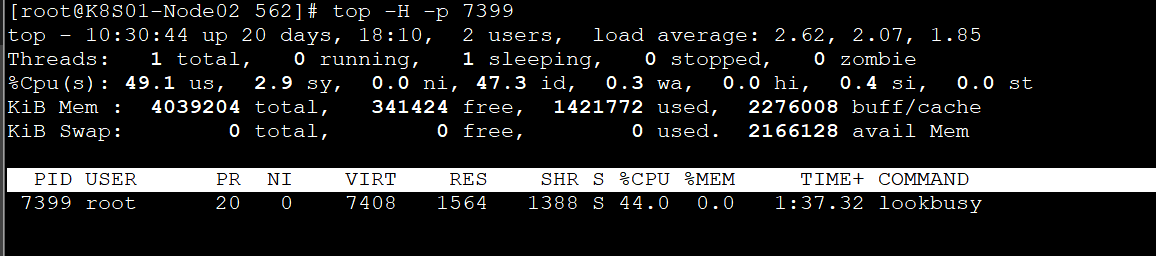 [root@K8S01-Node02 562]# top -H -p 7399
top - 10:30:44 up 20 days, 18:10,  2 users,  load average: 2.62, 2.07, 1.85
Threads:   1 total,   0 running,   1 sleeping,   0 stopped,   0 zombie
%Cpu(s): 49.1 us,  2.9 sy,  0.0 ni, 47.3 id,  0.3 wa,  0.0 hi,  0.4 si,  0.0 st
KiB Mem :  4039204 total,   341424 free,  1421772 used,  2276008 buff/cache
KiB Swap:        0 total,        0 free,        0 used.  2166128 avail Mem
  PID USER      PR  NI    VIRT    RES    SHR S %CPU %MEM     TIME+ COMMAND
 7399 root      20   0    7408   1564   1388 S 44.0  0.0   1:37.32 lookbusy